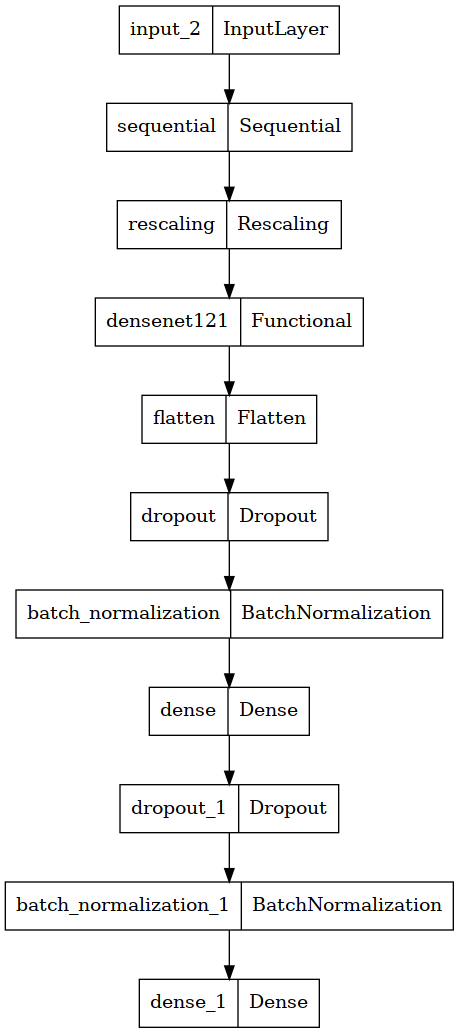 input_2 InputLayer
sequential Sequential
rescaling Rescaling
densenet121 Functional
flatten Flatten
dropout Dropout
batch_normalization BatchNormalization
dense Dense
dropout_1 Dropout
batch_normalization_1 BatchNormalization
dense_1 Dense